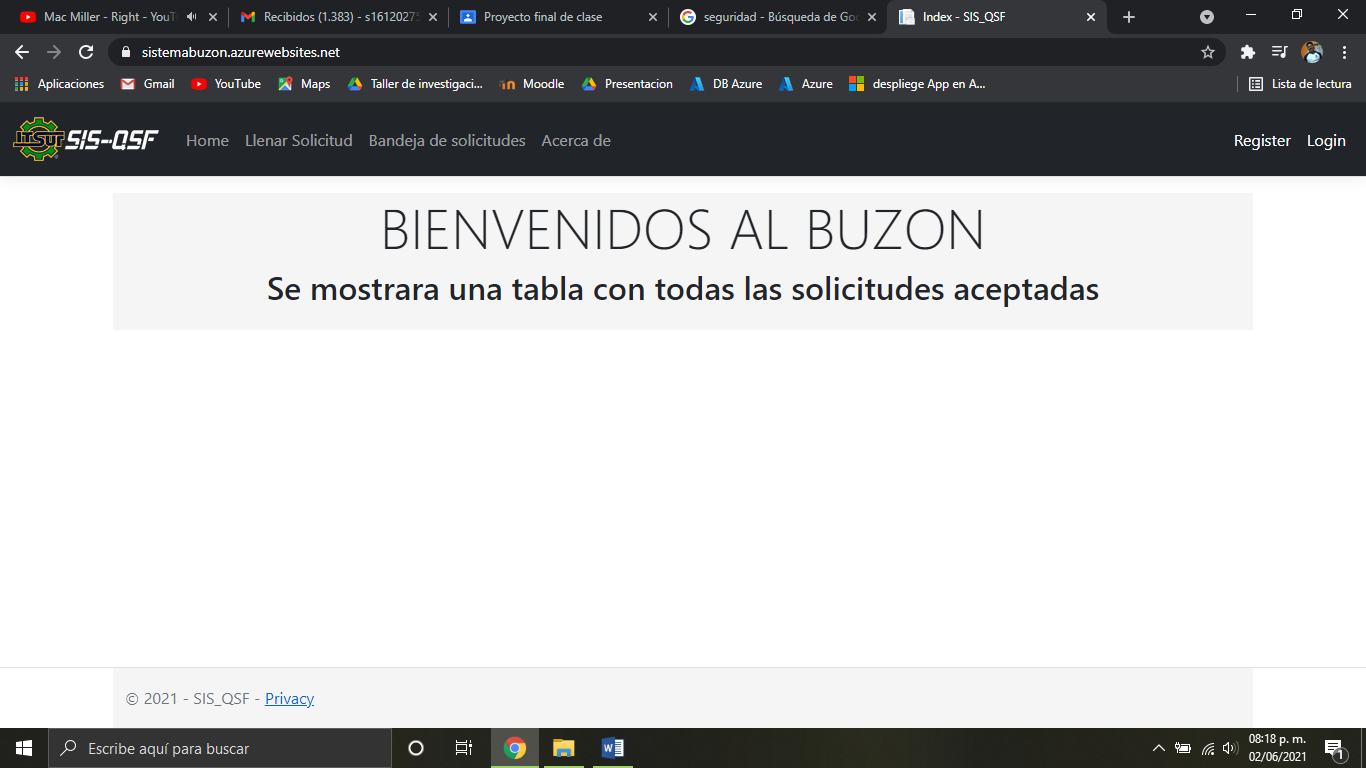 Mac Miller - Right - YouT
Recibidos (1.383) - s1612027
Proyecto final de clase
seguridad - Búsqueda de Goo
Index - SIS_QSF
sistemabuzon.azurewebsites.net
Aplicaciones
Gmail
YouTube
Maps
Taller de investigaci...
Moodle
Presentacion
DB Azure
Azure
despliege App en A...
Lista de lectura
ITSUR SIS-QSF
Home
Llenar Solicitud
Bandeja de solicitudes
Acerca de
Register
Login
BIENVENIDOS AL BUZON
Se mostrara una tabla con todas las solicitudes aceptadas
© 2021 - SIS_QSF - Privacy
Escribe aquí para buscar
08:18 p. m.
02/06/2021
1